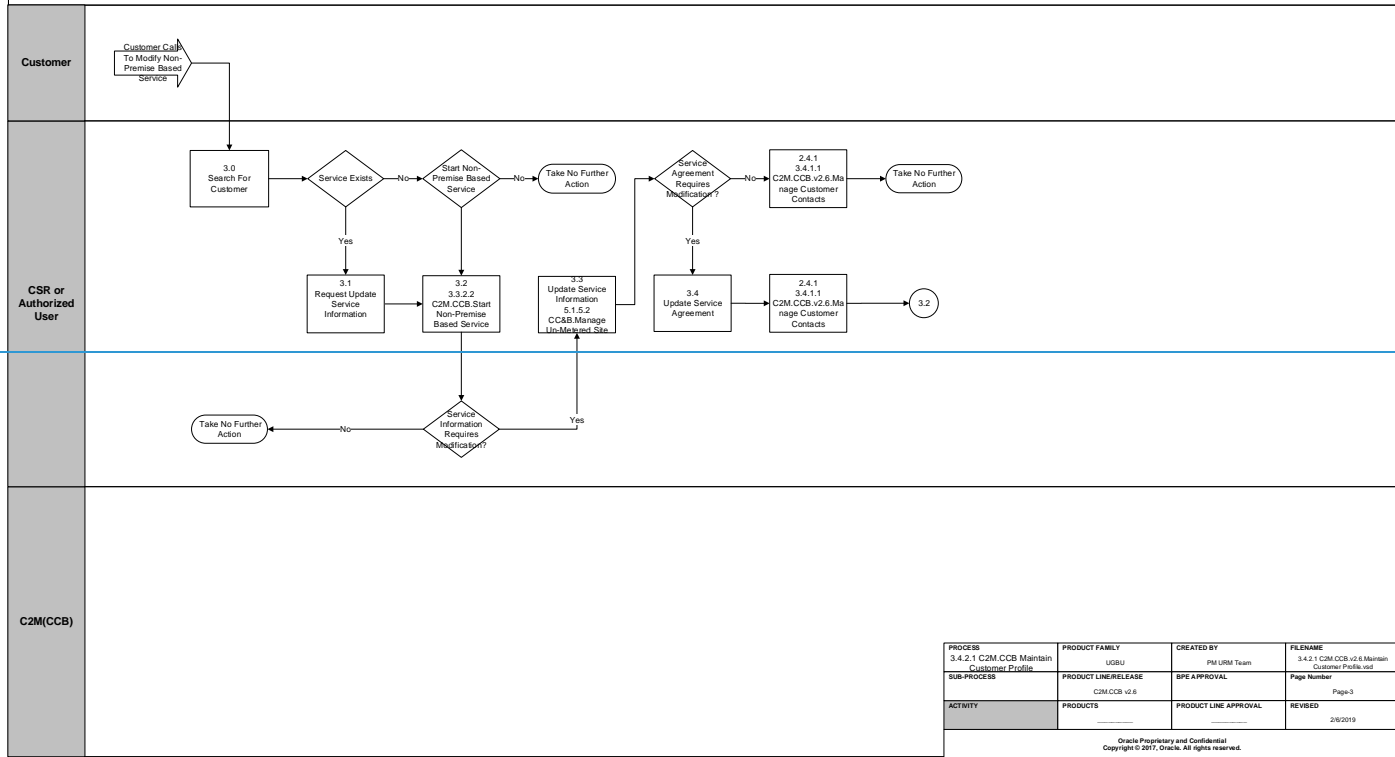 Customer
Customer Calls
To Modify Non-
Premise Based
Service
CSR or
Authorized
User
3.0
Search For
Customer
Service Exists
No
Start Non-
Premise Based
Service
No
Take No Further
Action
Service
Agreement
Requires
Modification ?
No
2.4.1
3.4.1.1
C2M.CCB.v2.6.Ma
nage Customer
Contacts
Take No Further
Action
Yes
Yes
3.1
Request Update
Service
Information
3.2
3.3.2.2
C2M.CCB.Start
Non-Premise
Based Service
3.3
Update Service
Information
5.1.5.2
CC&B.Manage
Un-Metered Site
3.4
Update Service
Agreement
2.4.1
3.4.1.1
C2M.CCB.v2.6.Ma
nage Customer
Contacts
3.2
Take No Further
Action
No
Service
Information
Requires
Modification?
Yes
C2M(CCB)
PROCESS
3.4.2.1 C2M.CCB Maintain
Customer Profile
PRODUCT FAMILY
UGBU
CREATED BY
PM URM Team
FILENAME
3.4.2.1 C2M.CCB.v2.6.Maintain
Customer Profile.vsd
SUB-PROCESS
PRODUCT LINE/RELEASE
C2M.CCB v2.6
BPE APPROVAL
Page Number
Page-3
ACTIVITY
PRODUCTS
PRODUCT LINE APPROVAL
REVISED
2/6/2019
Oracle Proprietary and Confidential
Copyright © 2017, Oracle. All rights reserved.